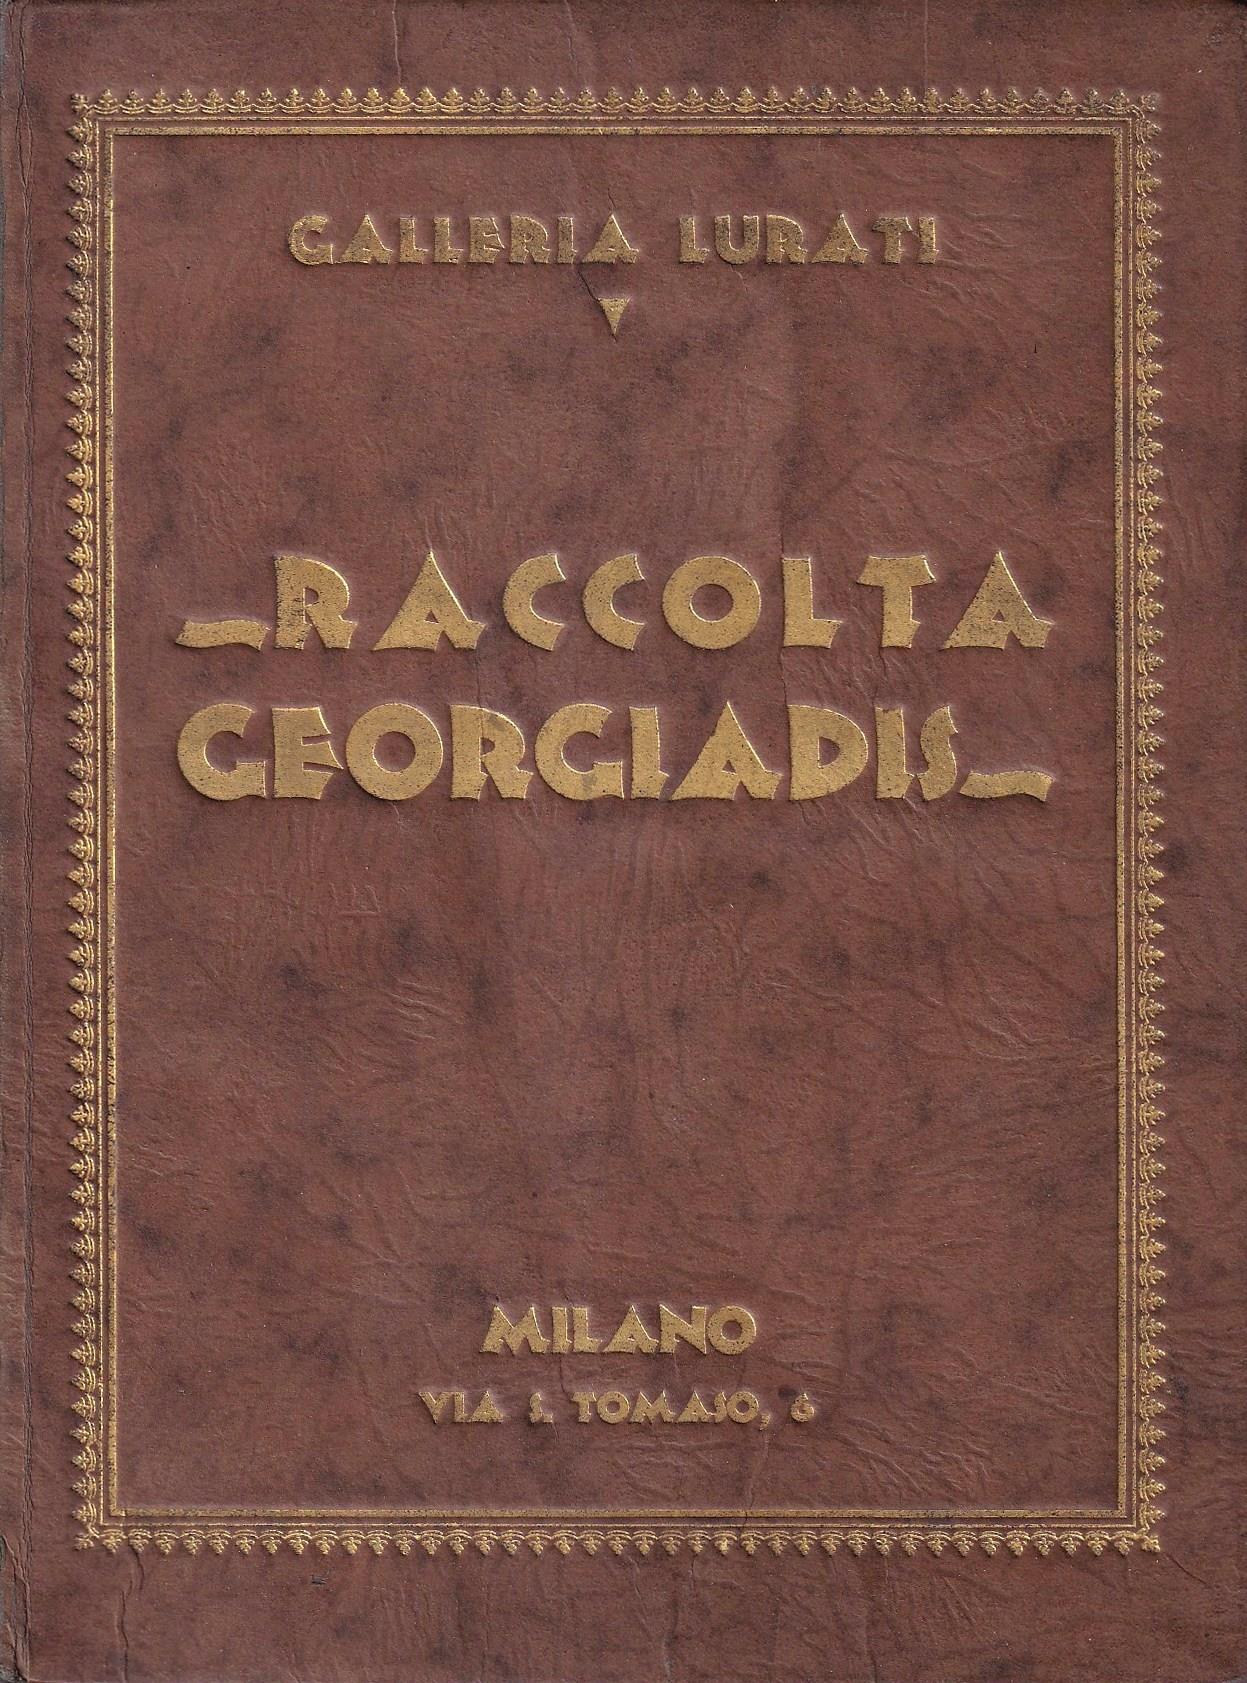 GALLERIA LURATI
RACCOLTA
GEORGIADIS
MILANO
VIA S. TOMASO, 6